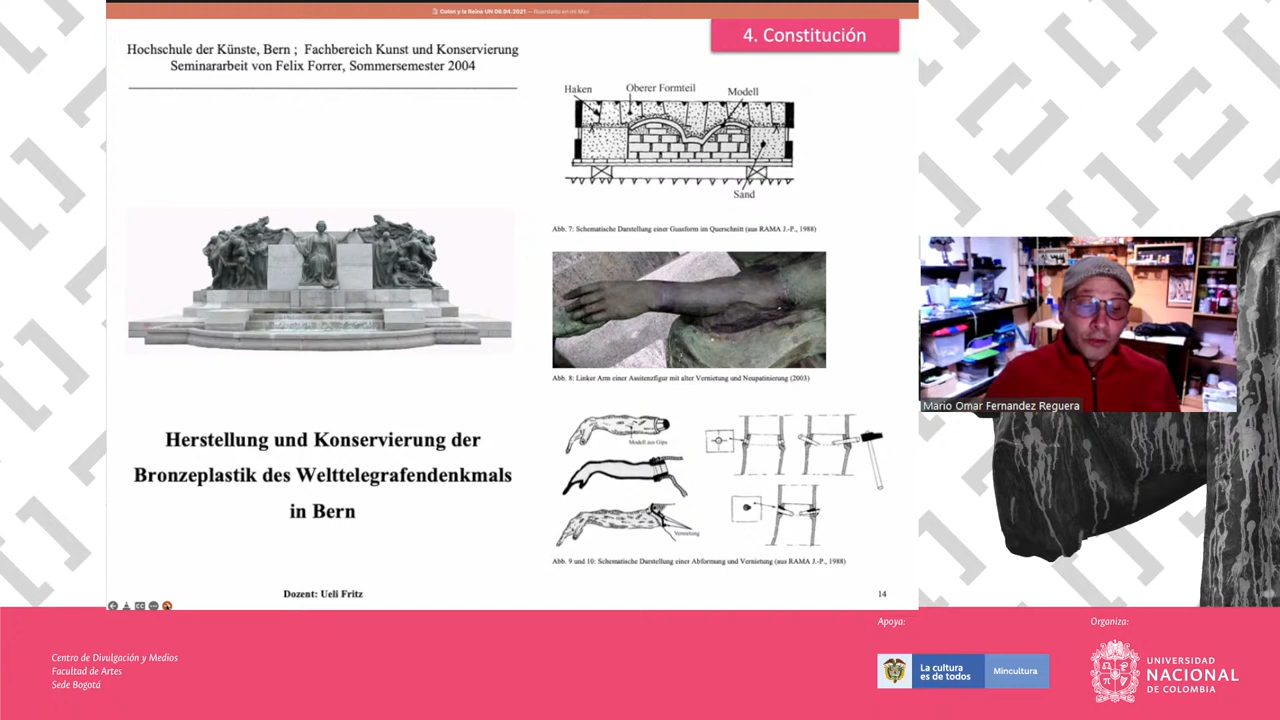 Colon y la Reina UN 06.04.2021 — Guardado en mi Mac
4. Constitución
Hochschule der Künste, Bern ; Fachbereich Kunst und Konservierung
Seminararbeit von Felix Forrer, Sommersemester 2004
Haken
Oberer Formteil
Modell
Sand
Abb. 7: Schematische Darstellung einer Gussform im Querschnitt (aus RAMA J.-P., 1988)
Abb. 8: Linker Arm einer Assitenzfigur mit alter Vernietung und Neupatinierung (2003)
Modell aus Gips
Vernietung
Abb. 9 und 10: Schematische Darstellung einer Abformung und Vernietung (aus RAMA J.-P., 1988)
Herstellung und Konservierung der
Bronzeplastik des Welttelegrafendenkmals
in Bern
Dozent: Ueli Fritz
14
CC
Mario Omar Fernandez Reguera
Centro de Divulgación y Medios
Facultad de Artes
Sede Bogotá
Apoya:
La cultura
es de todos
Mincultura
Organiza:
UNIVERSIDAD
NACIONAL
DE COLOMBIA